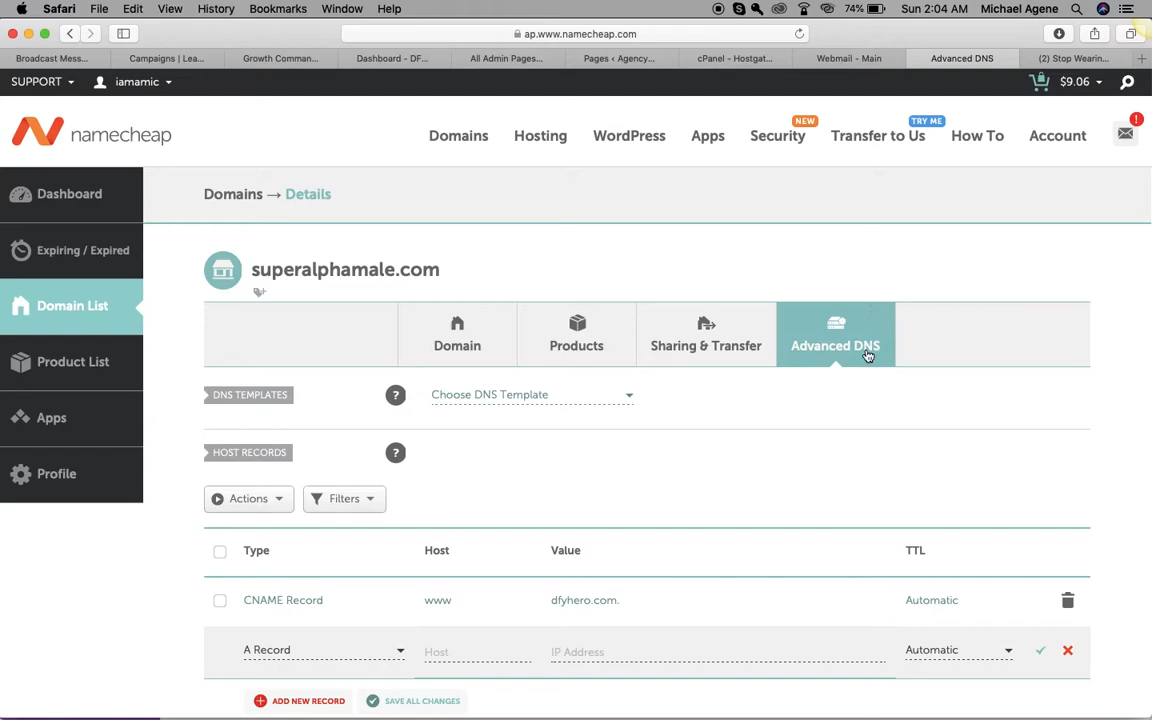 Safari File Edit View History Bookmarks Window Help 74% Sun 2:04 AM Michael Agene
ap.www.namecheap.com
Broadcast Mess... Campaigns | Lea... Growth Comman... Dashboard - DF... All Admin Pages... Pages < Agency... cPanel - Hostgat... Webmail - Main Advanced DNS (2) Stop Wearin...
SUPPORT iamamic $9.06
NEW TRY ME
namecheap Domains Hosting WordPress Apps Security Transfer to Us How To Account !
Dashboard
Domains → Details
Expiring / Expired
superalphamale.com
Domain List
Domain Products Sharing & Transfer Advanced DNS
Product List
DNS TEMPLATES ? Choose DNS Template
Apps
HOST RECORDS ?
Profile
Actions Filters
Type Host Value TTL
CNAME Record www dfyhero.com. Automatic
A Record Host IP Address Automatic
ADD NEW RECORD SAVE ALL CHANGES